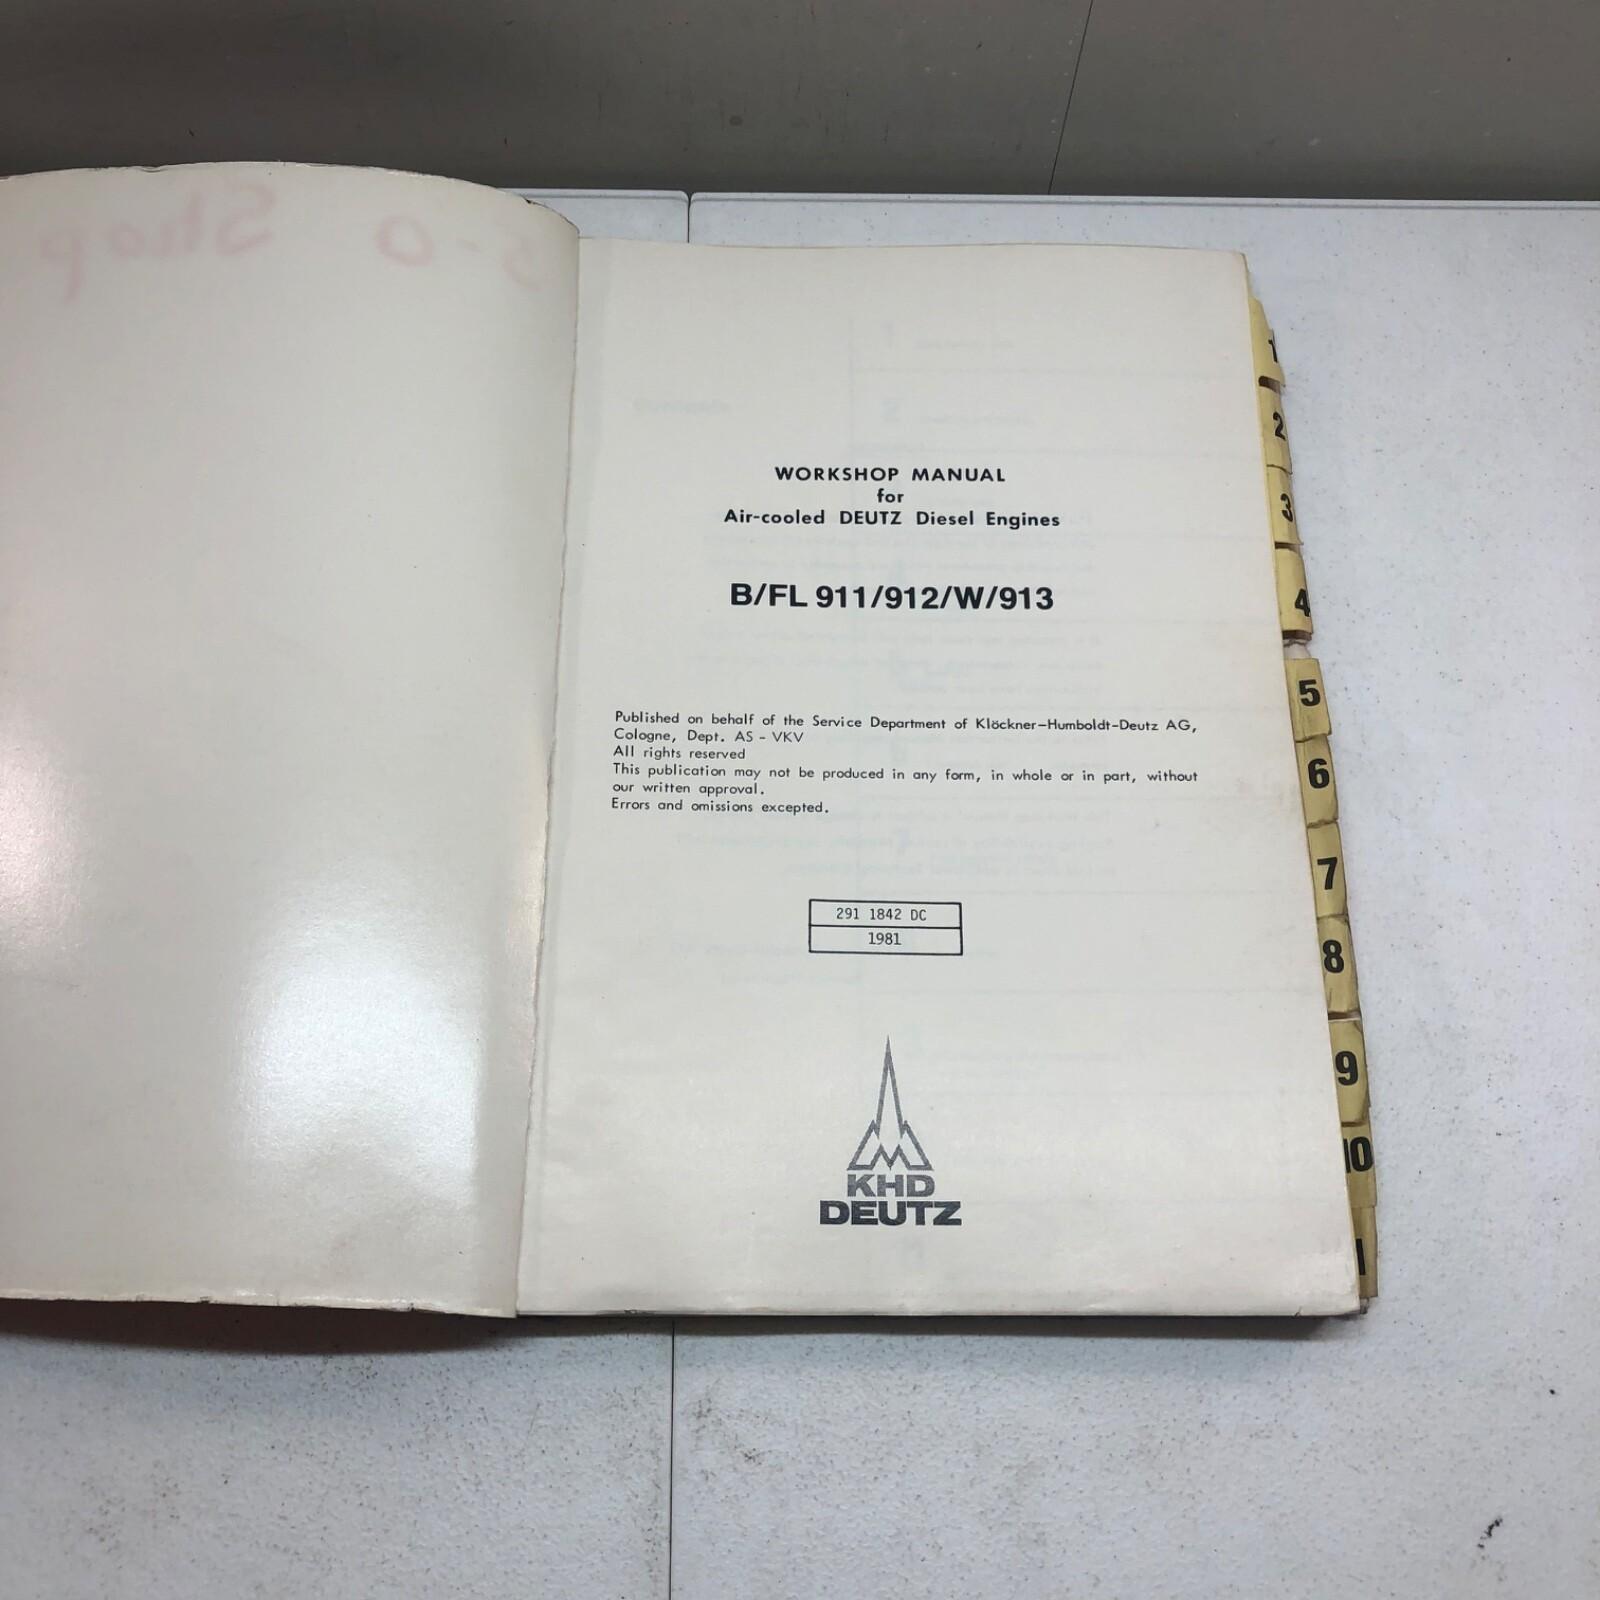 Shop
WORKSHOP MANUAL
for
Air-cooled DEUTZ Diesel Engines
B/FL 911/912/W/913
Published on behalf of the Service Department of Klöckner-Humboldt-Deutz AG,
Cologne, Dept. AS - VKV
All rights reserved
This publication may not be produced in any form, in whole or in part, without
our written approval.
Errors and omissions excepted.
291 1842 DC
1981
KHD
DEUTZ
1
2
3
4
5
6
7
8
9
10